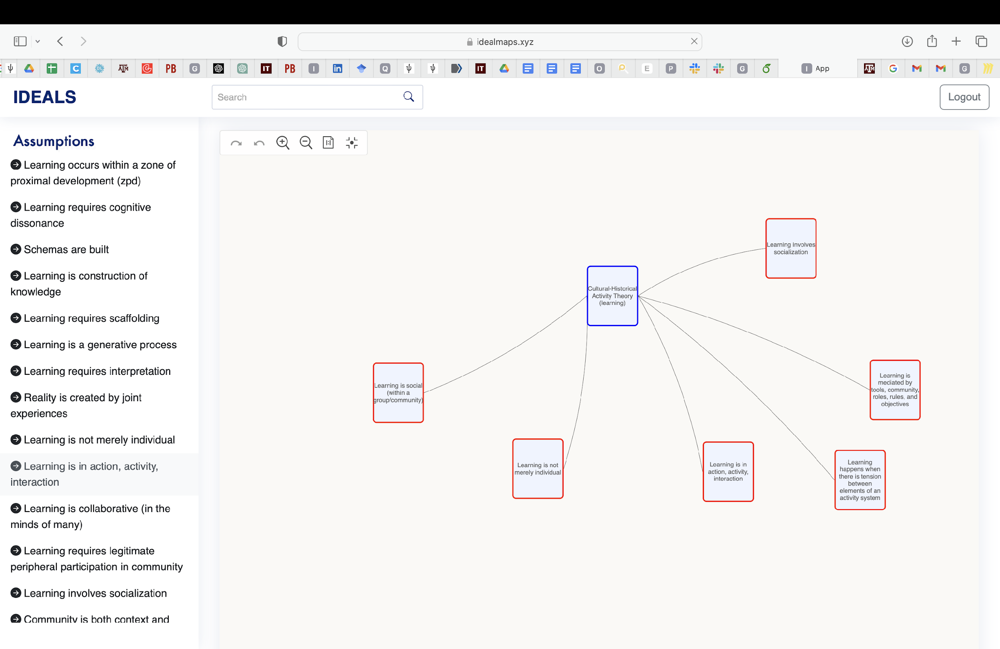 idealmaps.xyz
C
DL
ATM
PB
G
IT
PB
I
in
Q
ψ
ψ
IT
O
E
P
G
I App
ATM
G
G
IDEALS
Search
Logout
Assumptions
Learning occurs within a zone of
proximal development (zpd)
Learning requires cognitive
dissonance
Schemas are built
Learning is construction of
knowledge
Learning requires scaffolding
Learning is a generative process
Learning requires interpretation
Reality is created by joint
experiences
Learning is not merely individual
Learning is in action, activity,
interaction
Learning is collaborative (in the
minds of many)
Learning requires legitimate
peripheral participation in community
Learning involves socialization
Community is both context and
Learning involves
socialization
Cultural-Historical
Activity Theory
(learning)
Learning is social
(within a
group/community)
Learning is
mediated by
tools, community,
roles, rules, and
objectives
Learning is not
merely individual
Learning is in
action, activity,
interaction
Learning
happens when
there is tension
between
elements of an
activity system